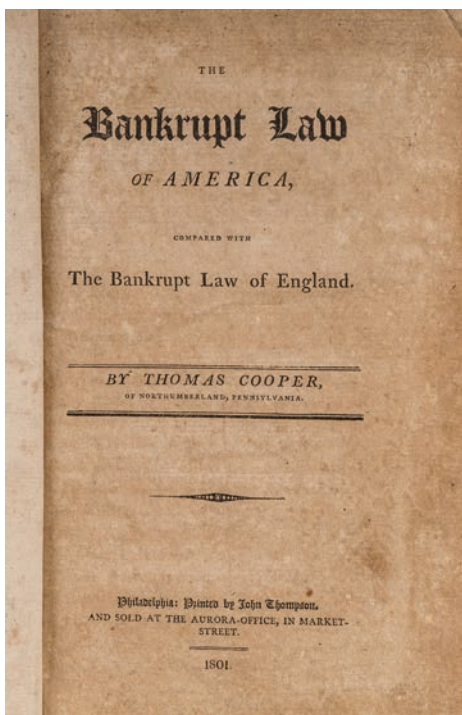 THE
Bankrupt Law
OF AMERICA,
COMPARED WITH
The Bankrupt Law of England.
BY THOMAS COOPER,
OF NORTHUMBERLAND, PENNSYLVANIA.
Philadelphia: Printed by John Thompson,
AND SOLD AT THE AURORA-OFFICE, IN MARKET-
STREET.
1801.